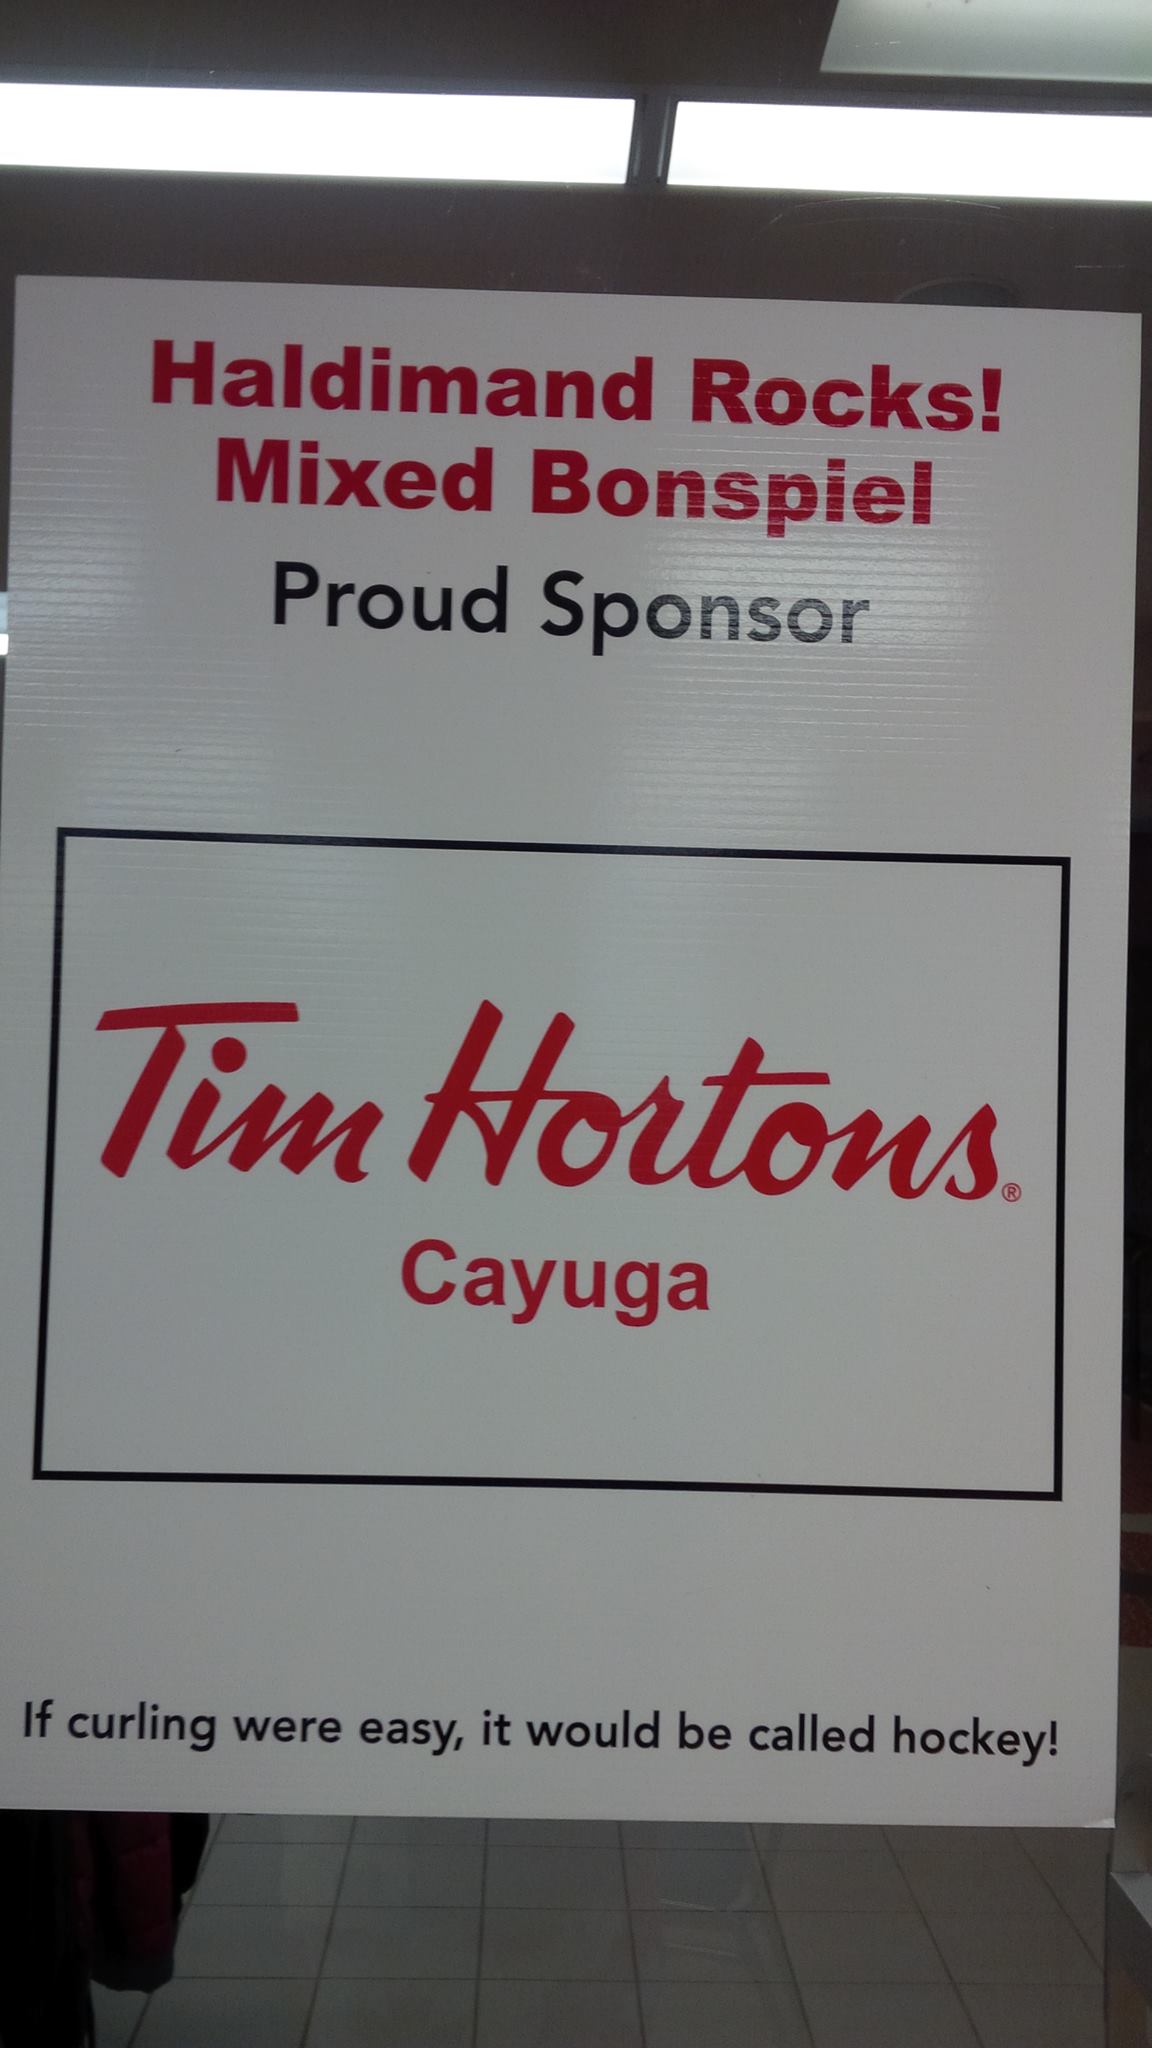 Haldimand Rocks!
Mixed Bonspiel
Proud Sponsor
Tim Hortons®
Cayuga
If curling were easy, it would be called hockey!